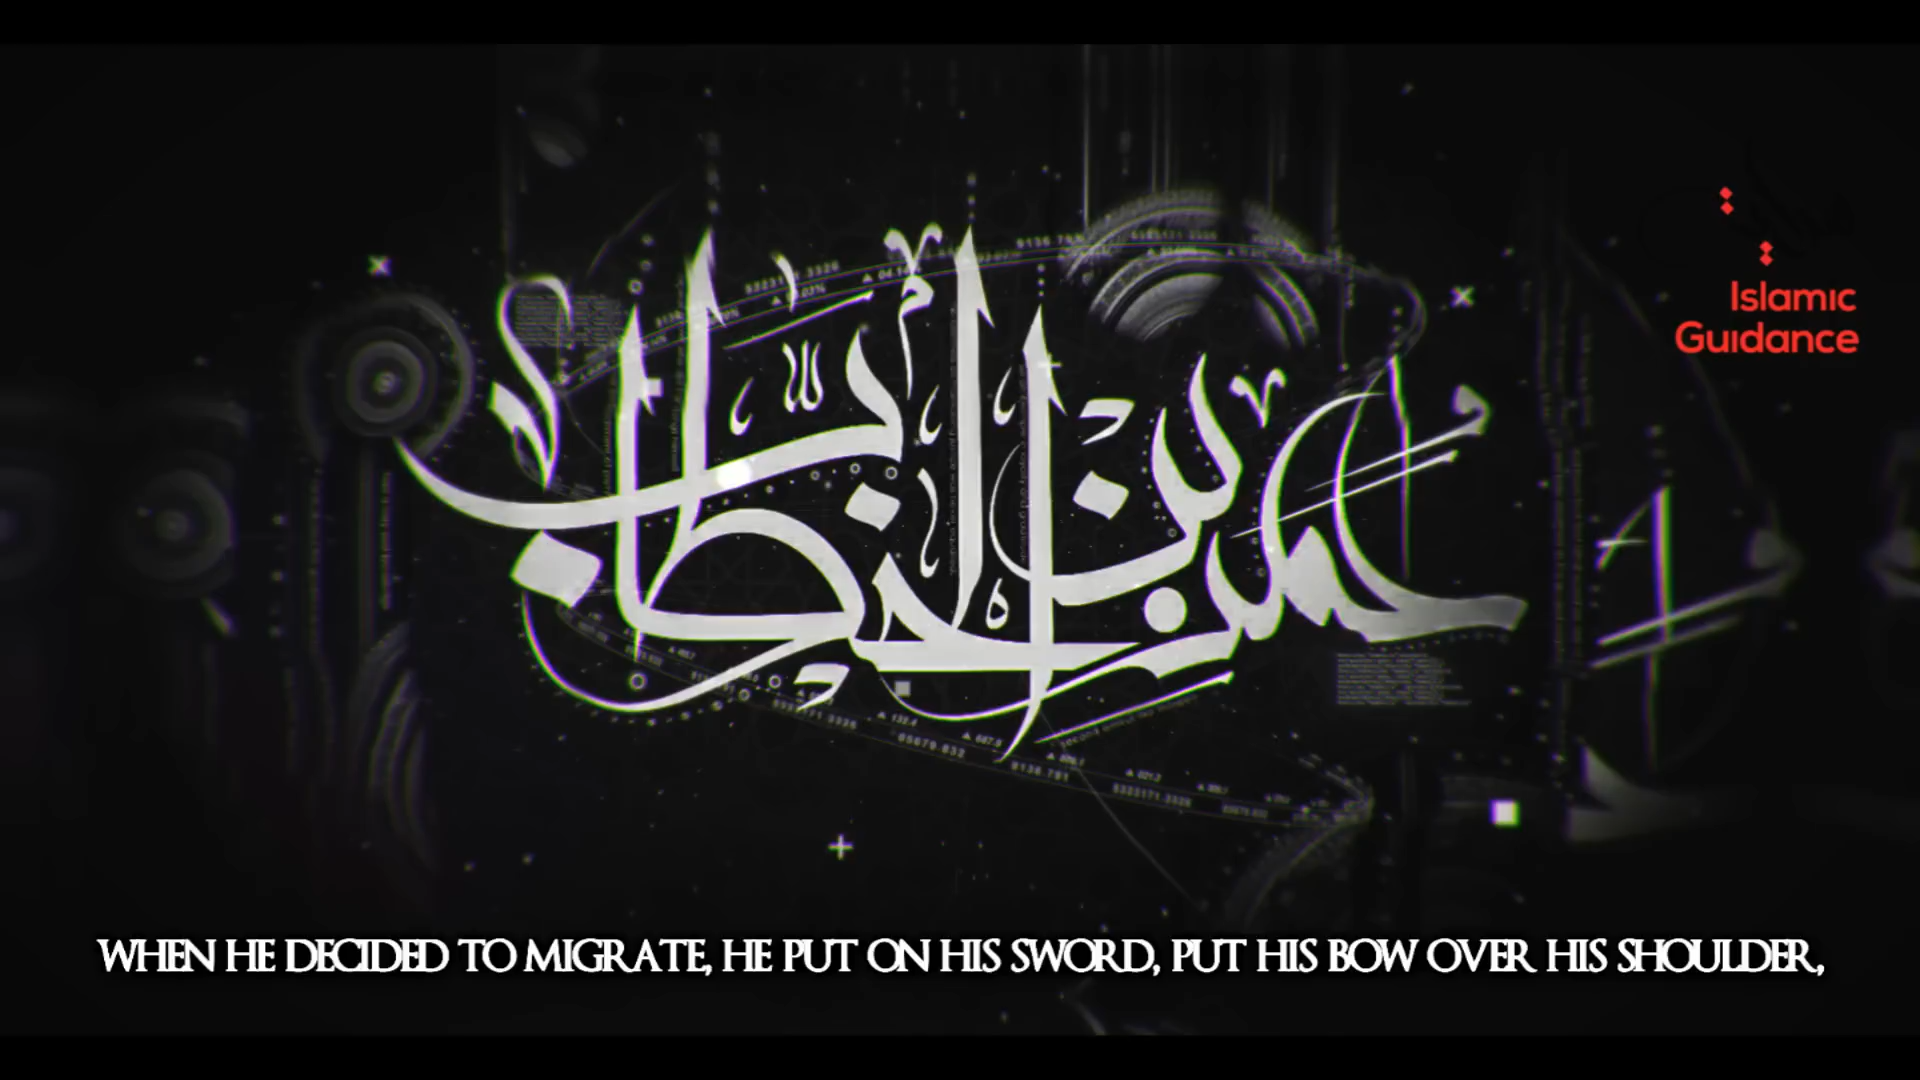 عمر بن الخطاب
Islamic
Guidance
WHEN HE DECIDED TO MIGRATE, HE PUT ON HIS SWORD, PUT HIS BOW OVER HIS SHOULDER,